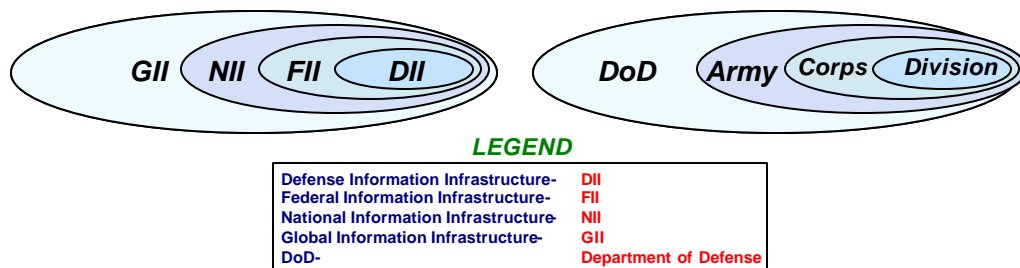 GII NII FII DII
DoD Army Corps Division
LEGEND
Defense Information Infrastructure- DII
Federal Information Infrastructure- FII
National Information Infrastructure- NII
Global Information Infrastructure- GII
DoD- Department of Defense